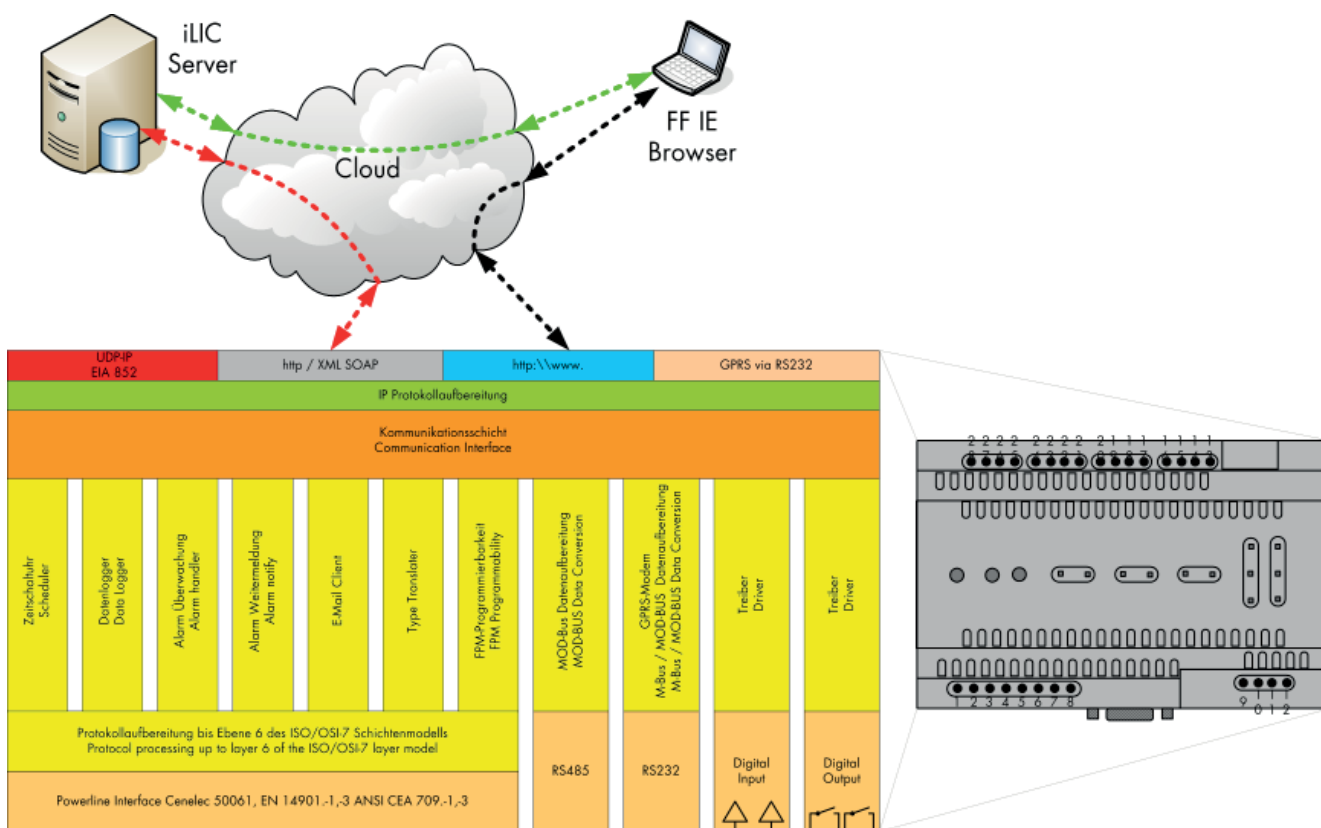 iLIC
Server
FF IE
Browser
Cloud
UDP-IP
EIA 852
http / XML SOAP
http:\\www.
GPRS via RS232
IP Protokollaufbereitung
Kommunikationsschicht
Communication Interface
Zeitschaltuhr
Scheduler
Datenlogger
Data Logger
Alarm Überwachung
Alarm handler
Alarm Weitermeldung
Alarm notify
E-Mail Client
Type Translater
FPM-Programmierbarkeit
FPM Programmability
MOD-Bus Datenaufbereitung
MOD-BUS Data Conversion
GPRS-Modem
M-Bus / MOD-BUS Datenaufbereitung
M-Bus / MOD-BUS Data Conversion
Treiber
Driver
Treiber
Driver
Protokollaufbereitung bis Ebene 6 des ISO/OSI-7 Schichtenmodells
Protocol processing up to layer 6 of the ISO/OSI-7 layer model
Powerline Interface Cenelec 50061, EN 14901.-1,-3 ANSI CEA 709.-1,-3
RS485
RS232
Digital
Input
Digital
Output
1 2 3 4 5 6 7 8